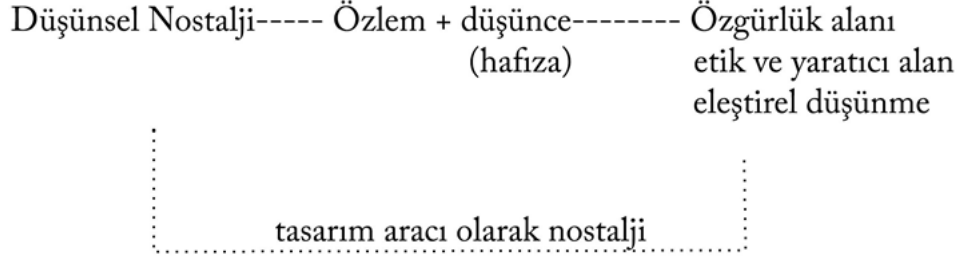 Düşünsel Nostalji----- Özlem + düşünce-------- Özgürlük alanı
(hafıza) etik ve yaratıcı alan
eleştirel düşünme
tasarım aracı olarak nostalji